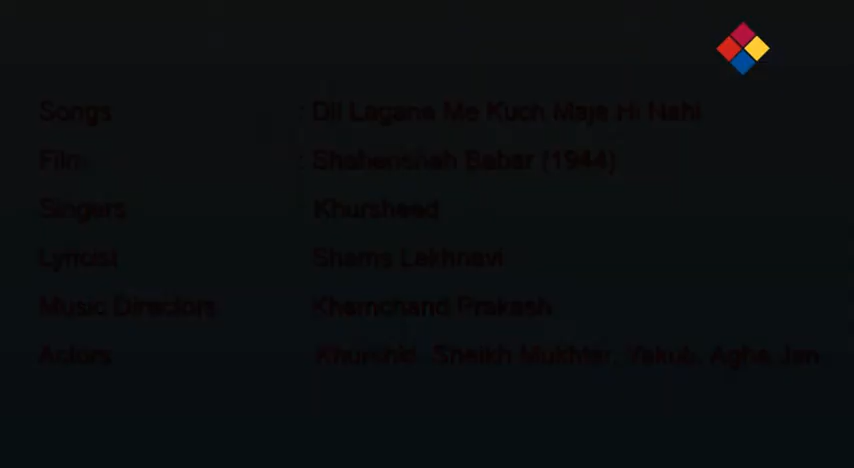 Songs : Dil Lagane Me Kuch Maja Hi Nahi
Film : Shahenshah Babar (1944)
Singers Khursheed
Lyricist Shams Lekhnavi
Music Directors Khemchand Prakash
Actors Khurshid, Sheikh Mukhtar, Yakub, Agha Jan